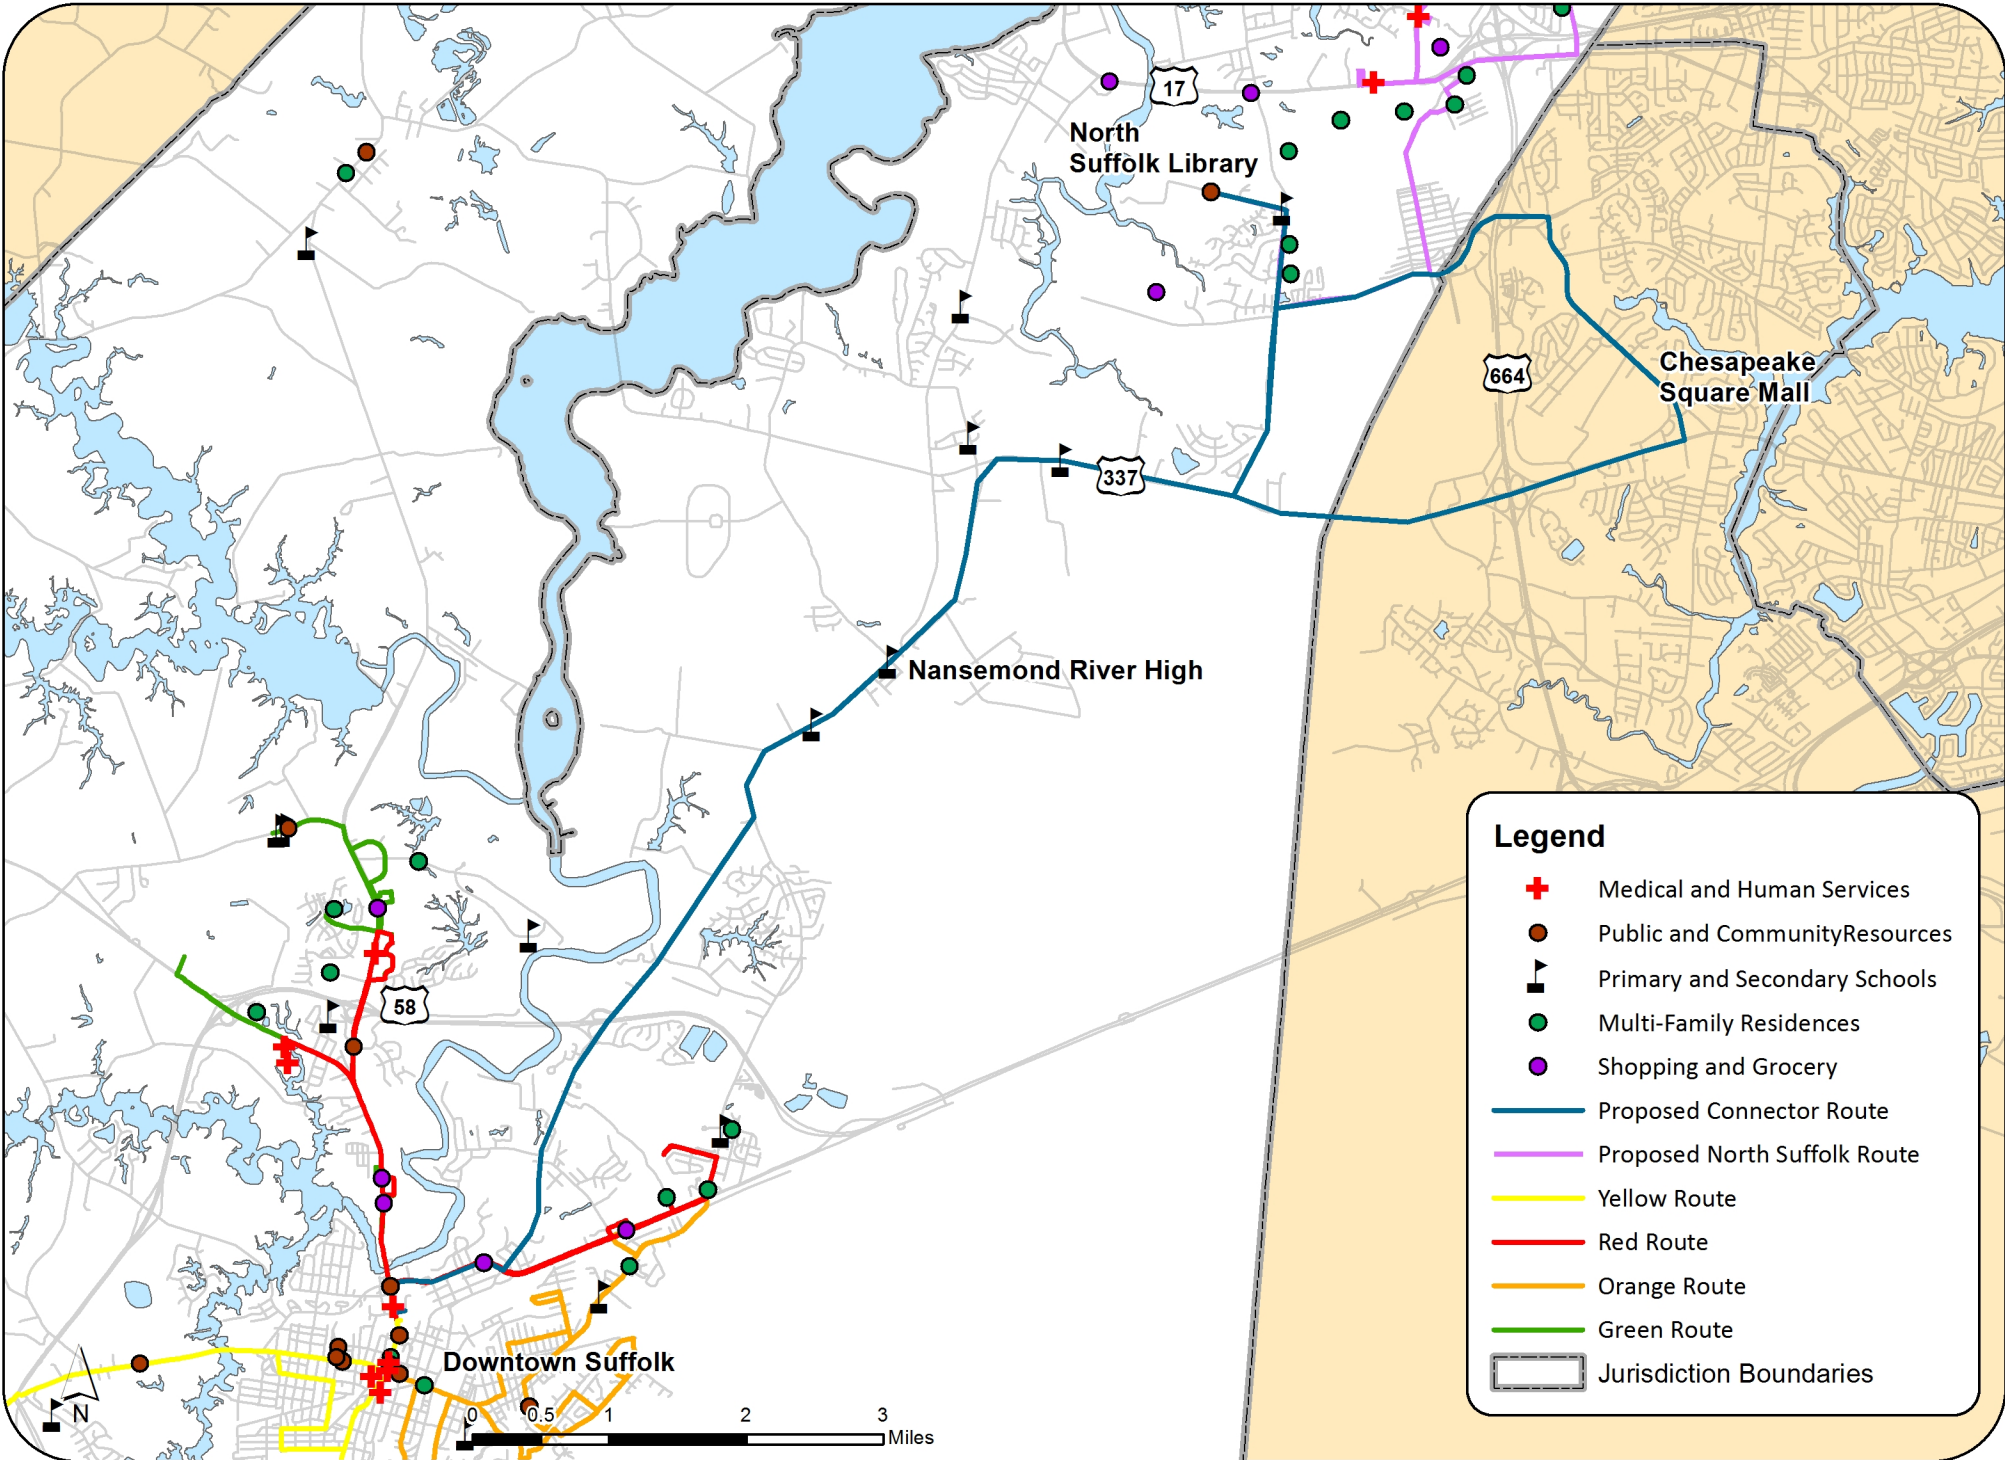 17
North
Suffolk Library
664
Chesapeake
Square Mall
337
Nansemond River High
58
Downtown Suffolk
N
0 0.5 1 2 3
Miles
Legend
Medical and Human Services
Public and CommunityResources
Primary and Secondary Schools
Multi-Family Residences
Shopping and Grocery
Proposed Connector Route
Proposed North Suffolk Route
Yellow Route
Red Route
Orange Route
Green Route
Jurisdiction Boundaries